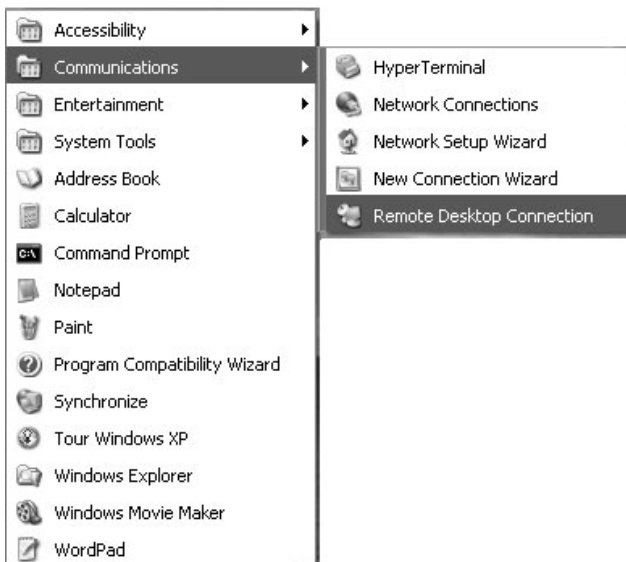 Accessibility
Communications
Entertainment
System Tools
Address Book
Calculator
C:\
Command Prompt
Notepad
Paint
Program Compatibility Wizard
Synchronize
Tour Windows XP
Windows Explorer
Windows Movie Maker
WordPad
HyperTerminal
Network Connections
Network Setup Wizard
New Connection Wizard
Remote Desktop Connection